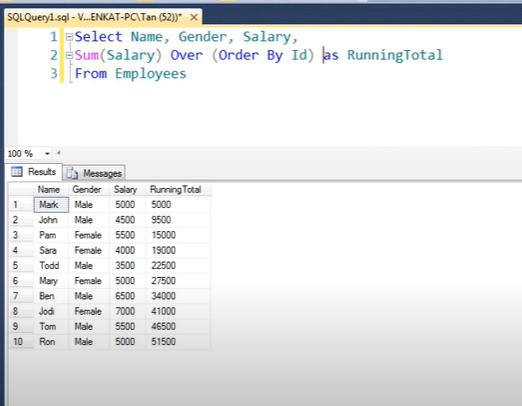 SQLQuery1.sql - V...ENKAT-PC\Tan (52))* ×
1 Select Name, Gender, Salary,
2 Sum(Salary) Over (Order By Id) as RunningTotal
3 From Employees
100 %
Results Messages
Name Gender Salary RunningTotal
1 Mark Male 5000 5000
2 John Male 4500 9500
3 Pam Female 5500 15000
4 Sara Female 4000 19000
5 Todd Male 3500 22500
6 Mary Female 5000 27500
7 Ben Male 6500 34000
8 Jodi Female 7000 41000
9 Tom Male 5500 46500
10 Ron Male 5000 51500